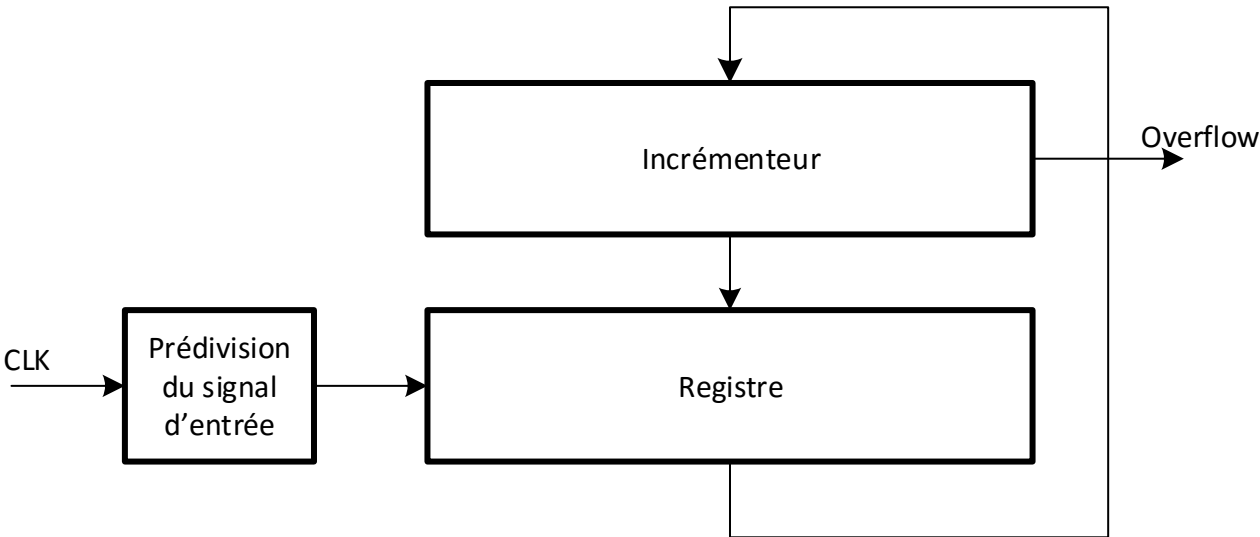 Overflow
Incrémenteur
CLK
Prédivision
du signal
d’entrée
Registre